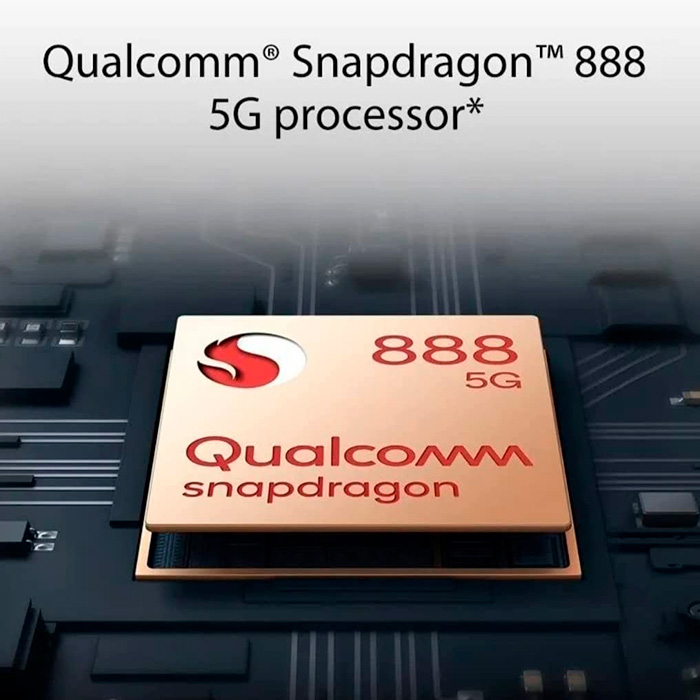 Qualcomm® Snapdragon™ 888
5G processor*
888
5G
Qualcomm
snapdragon